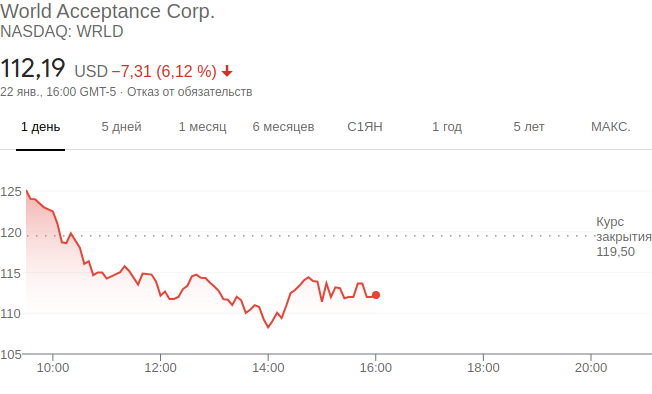 World Acceptance Corp.
NASDAQ: WRLD
112,19 USD −7,31 (6,12 %)
22 янв., 16:00 GMT-5 · Отказ от обязательств
1 день 5 дней 1 месяц 6 месяцев С1ЯН 1 год 5 лет МАКС.
125
120
115
110
105
Курс
закрытия
119,50
10:00 12:00 14:00 16:00 18:00 20:00